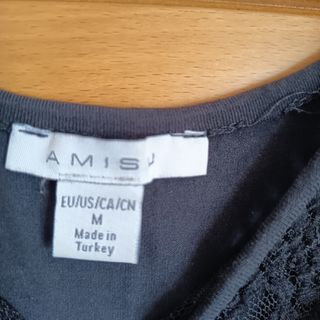 AMISU
EU/US/CA/CN
M
Made in
Turkey